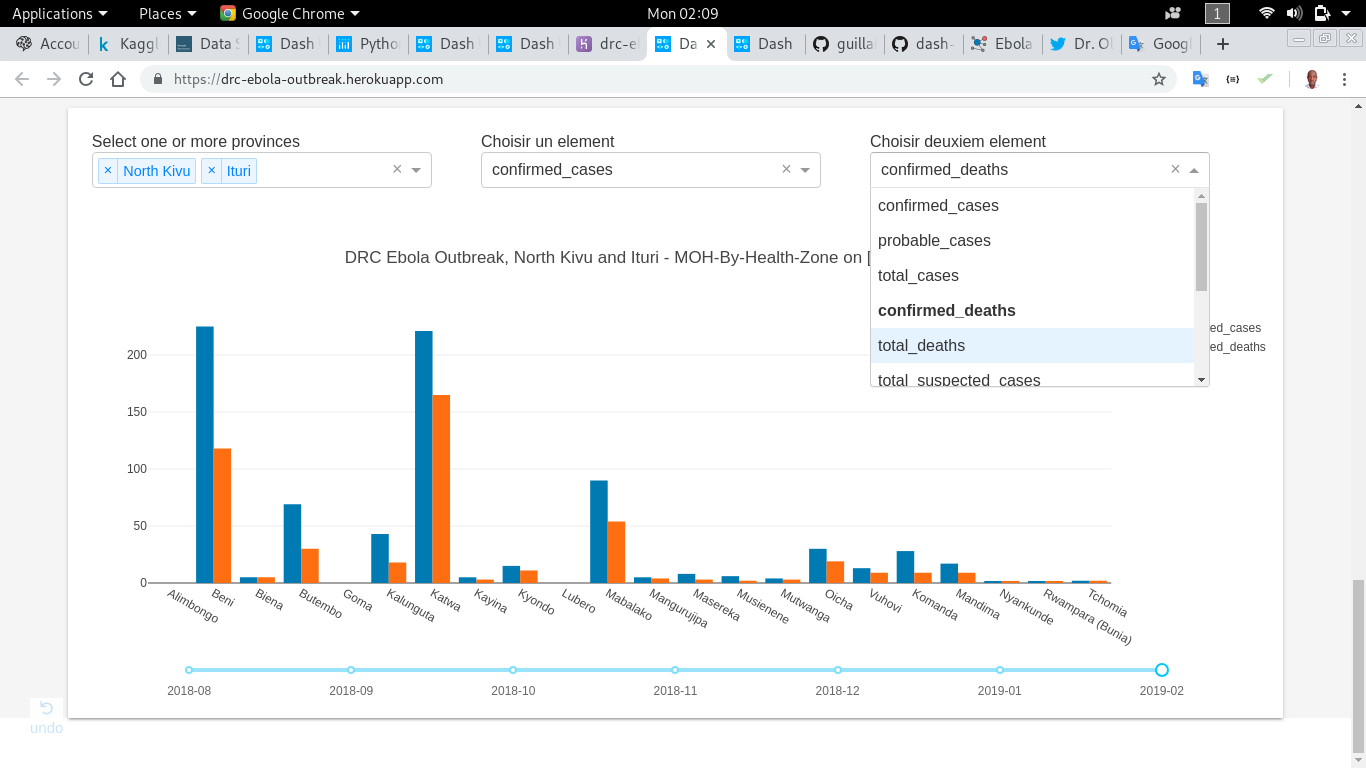 Applications Places Google Chrome Mon 02:09 1
Accou Kaggl Data Dash Pytho Dash Dash drc-el Da Dash guilla dash- Ebola Dr. Ol Googl
https://drc-ebola-outbreak.herokuapp.com
Select one or more provinces Choisir un element Choisir deuxiem element
× North Kivu × Ituri × confirmed_cases × confirmed_deaths ×
confirmed_cases
probable_cases
total_cases
confirmed_deaths
total_deaths
total_suspected_cases
DRC Ebola Outbreak, North Kivu and Ituri - MOH-By-Health-Zone on [
ed_cases
ed_deaths
200
150
100
50
0
Alimbongo Beni Biena Butembo Goma Kalunguta Katwa Kayina Kyondo Lubero Mabalako Mangurujipa Masereka Musienene Mutwanga Oicha Vuhovi Komanda Mandima Nyankunde Rwampara (Bunia) Tchomia
2018-08 2018-09 2018-10 2018-11 2018-12 2019-01 2019-02
undo